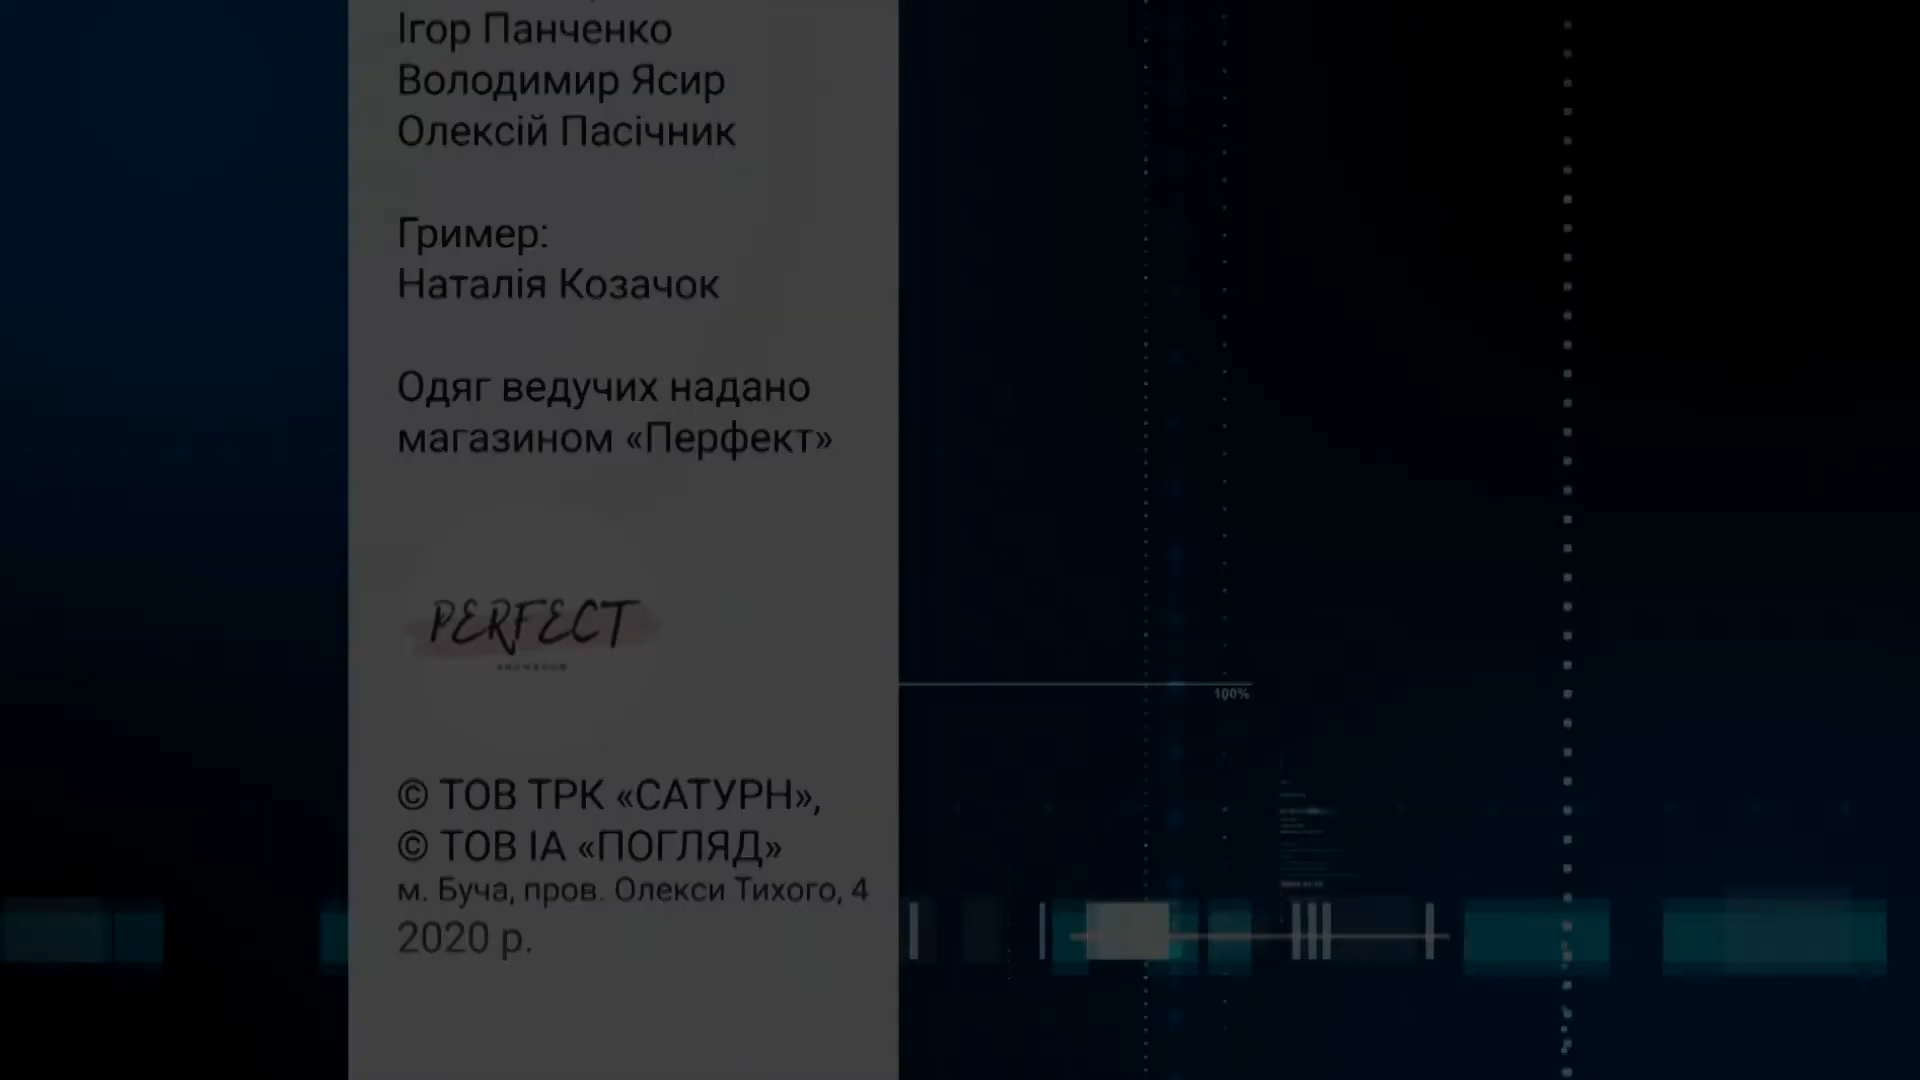 Ігор Панченко
Володимир Ясир
Олексій Пасічник
Гример:
Наталія Козачок
Одяг ведучих надано
магазином «Перфект»
PERFECT
100%
© ТОВ ТРК «САТУРН»,
© ТОВ ІА «ПОГЛЯД»
м. Буча, пров. Олекси Тихого, 4
2020 р.